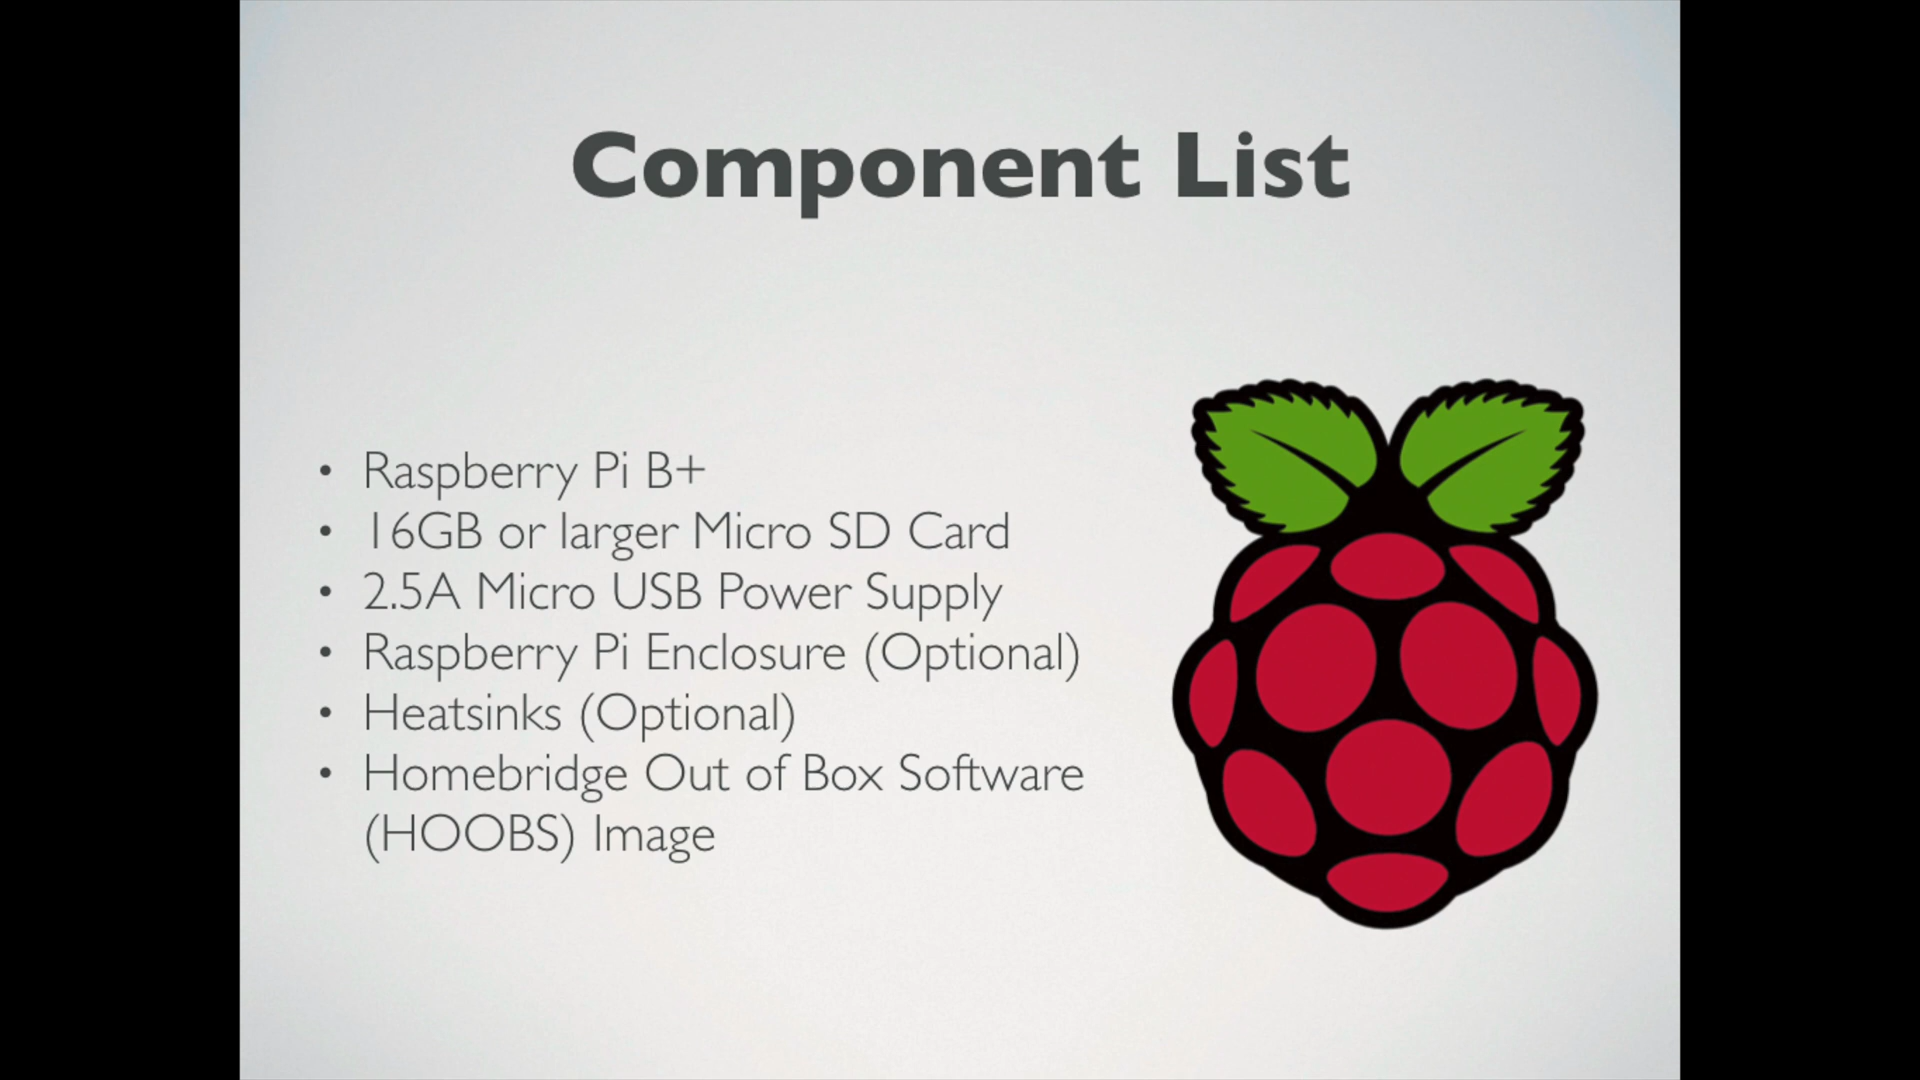 Component List
• Raspberry Pi B+
• 16GB or larger Micro SD Card
• 2.5A Micro USB Power Supply
• Raspberry Pi Enclosure (Optional)
• Heatsinks (Optional)
• Homebridge Out of Box Software
(HOOBS) Image